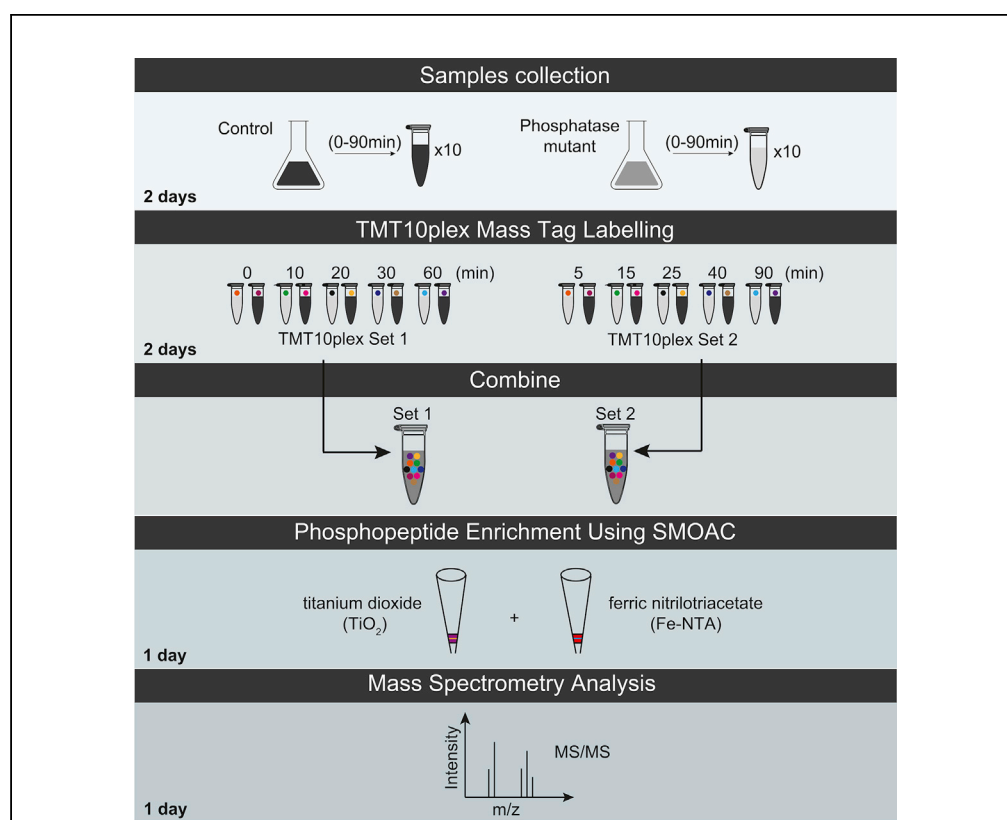 Samples collection
Control
(0-90min)
x10
Phosphatase
mutant
(0-90min)
x10
2 days
TMT10plex Mass Tag Labelling
0 10 20 30 60 (min)
5 15 25 40 90 (min)
TMT10plex Set 1
TMT10plex Set 2
2 days
Combine
Set 1
Set 2
Phosphopeptide Enrichment Using SMOAC
titanium dioxide
(TiO₂)
+
ferric nitrilotriacetate
(Fe-NTA)
1 day
Mass Spectrometry Analysis
Intensity
MS/MS
m/z
1 day